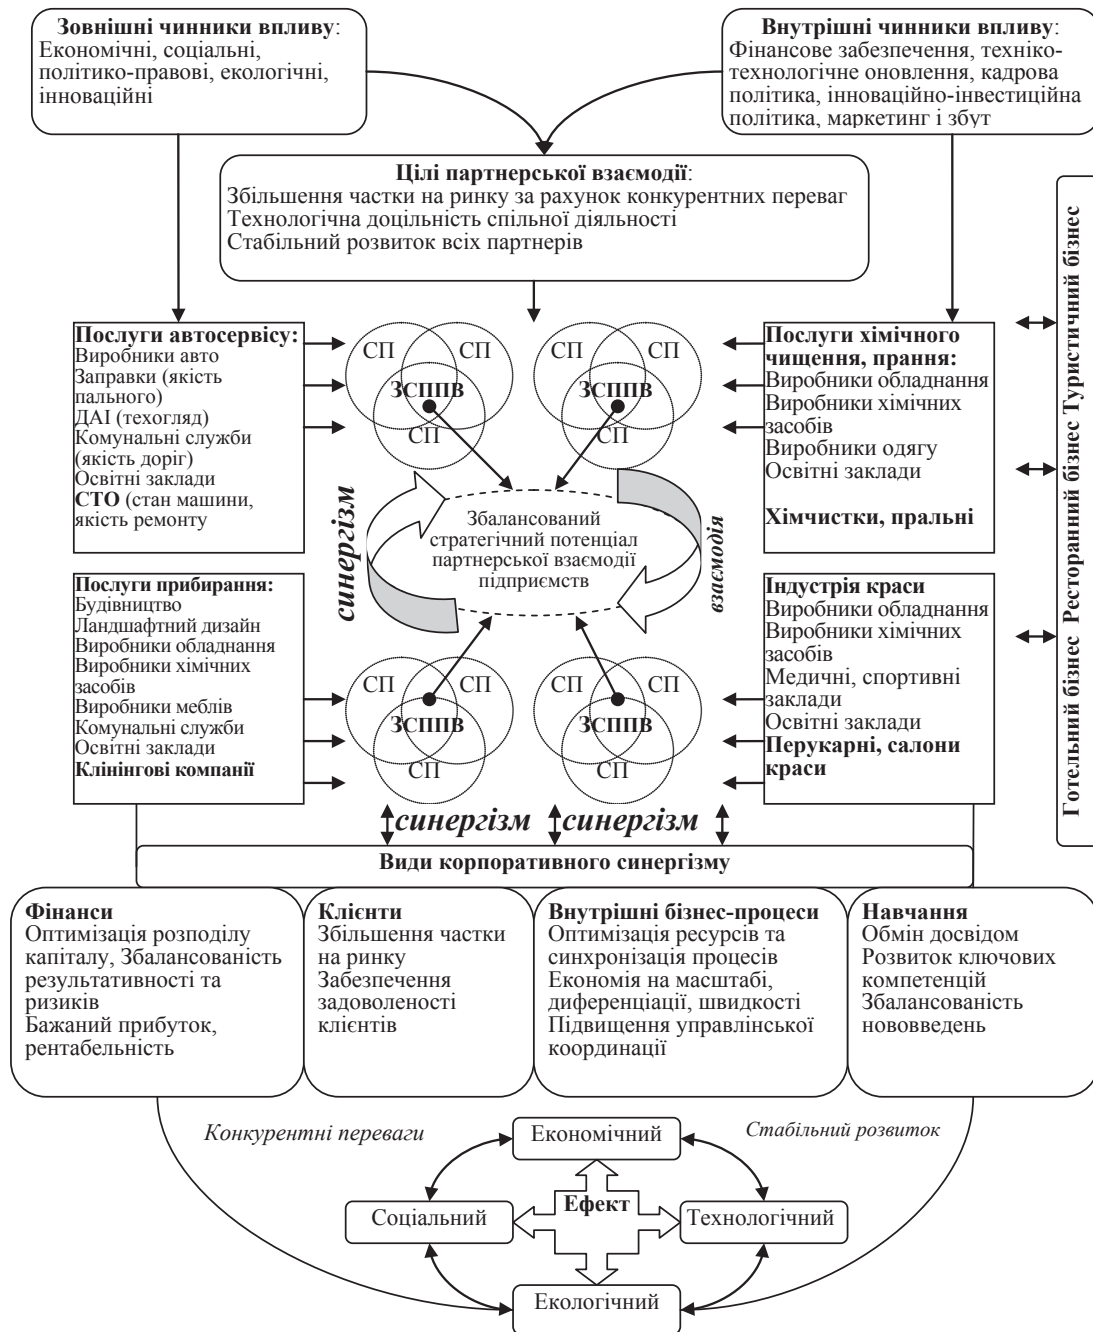 Зовнішні чинники впливу:
Економічні, соціальні,
політико-правові, екологічні,
інноваційні
Внутрішні чинники впливу:
Фінансове забезпечення, техніко-
технологічне оновлення, кадрова
політика, інноваційно-інвестиційна
політика, маркетинг і збут
Цілі партнерської взаємодії:
Збільшення частки на ринку за рахунок конкурентних переваг
Технологічна доцільність спільної діяльності
Стабільний розвиток всіх партнерів
Послуги автосервісу:
Виробники авто
Заправки (якість
пального)
ДАІ (техогляд)
Комунальні служби
(якість доріг)
Освітні заклади
СТО (стан машини,
якість ремонту
СП
СП
ЗСППВ
СП
СП
СП
ЗСППВ
СП
Послуги хімічного
чищення, прання:
Виробники обладнання
Виробники хімічних
засобів
Виробники одягу
Освітні заклади
Хімчистки, пральні
Готельний бізнес Ресторанний бізнес Туристичний бізнес
синергізм
Збалансований
стратегічний потенціал
партнерської взаємодії
підприємств
взаємодія
Послуги прибирання:
Будівництво
Ландшафтний дизайн
Виробники обладнання
Виробники хімічних
засобів
Виробники меблів
Комунальні служби
Освітні заклади
Клінінгові компанії
СП
СП
ЗСППВ
СП
СП
СП
ЗСППВ
СП
Індустрія краси
Виробники обладнання
Виробники хімічних
засобів
Медичні, спортивні
заклади
Освітні заклади
Перукарні, салони
краси
синергізм
синергізм
Види корпоративного синергізму
Фінанси
Оптимізація розподілу
капіталу, Збалансованість
результативності та
ризиків
Бажаний прибуток,
рентабельність
Клієнти
Збільшення частки
на ринку
Забезпечення
задоволеності
клієнтів
Внутрішні бізнес-процеси
Оптимізація ресурсів та
синхронізація процесів
Економія на масштабі,
диференціації, швидкості
Підвищення управлінської
координації
Навчання
Обмін досвідом
Розвиток ключових
компетенцій
Збалансованість
нововведень
Конкурентні переваги
Стабільний розвиток
Економічний
Соціальний
Ефект
Технологічний
Екологічний